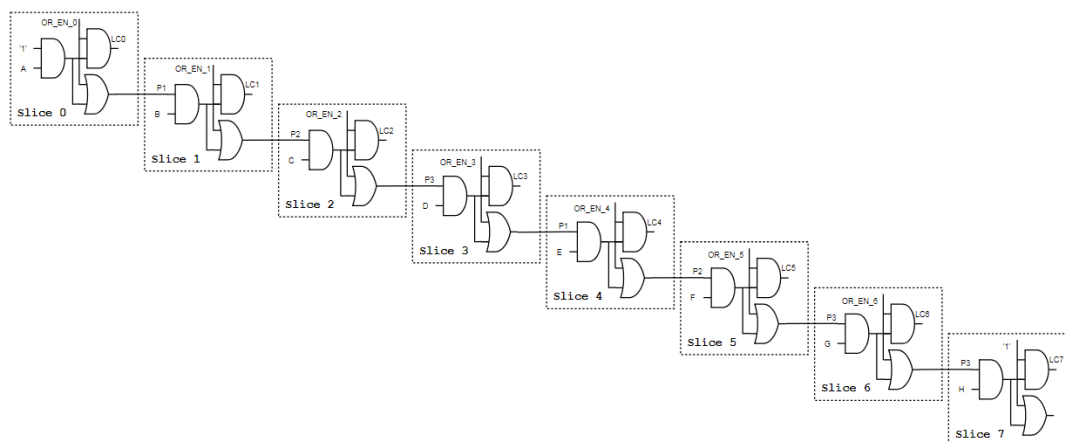 OR_EN_0
LC0
'1'
A
Slice 0
OR_EN_1
P1
LC1
B
Slice 1
OR_EN_2
P2
LC2
C
Slice 2
OR_EN_3
P3
LC3
D
Slice 3
OR_EN_4
P1
LC4
E
Slice 4
OR_EN_5
P2
LC5
F
Slice 5
OR_EN_6
P3
LC6
G
Slice 6
'1'
P3
LC7
H
Slice 7